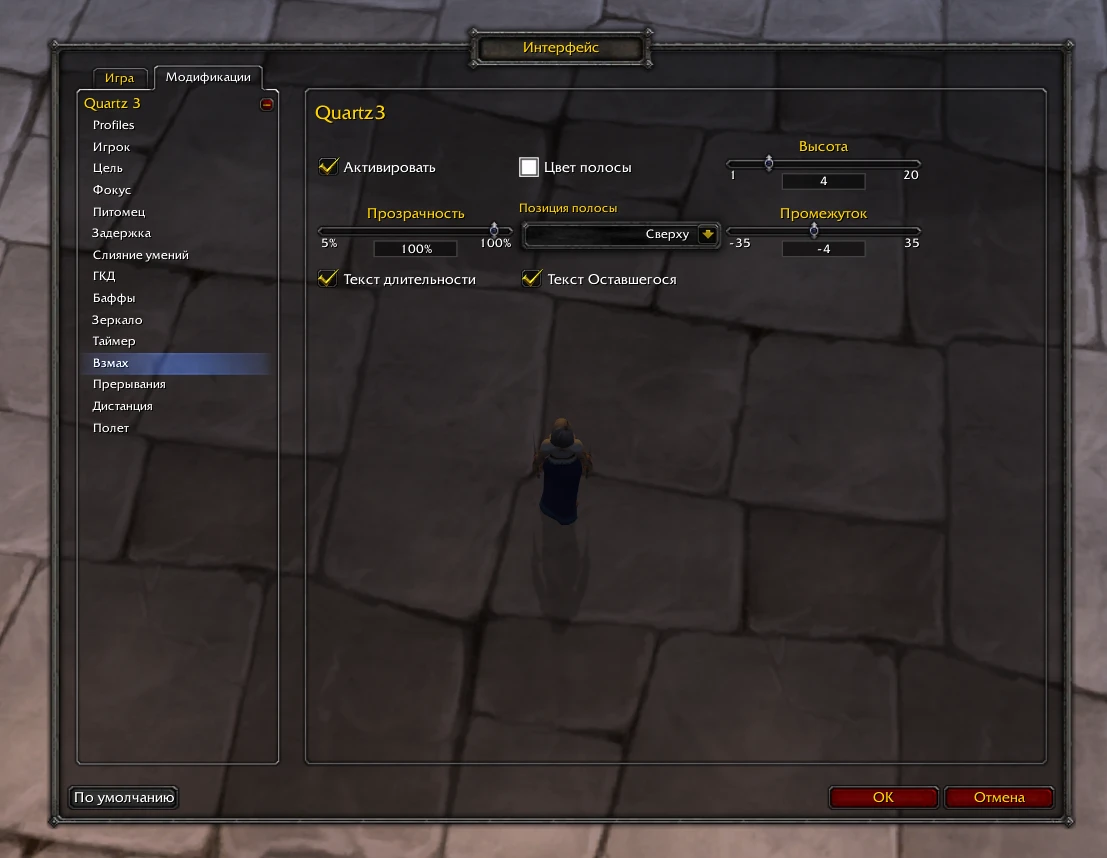 Интерфейс
Игра
Модификации
Quartz 3
Profiles
Игрок
Цель
Фокус
Питомец
Задержка
Слияние умений
ГКД
Баффы
Зеркало
Таймер
Взмах
Прерывания
Дистанция
Полет
Quartz3
Активировать
Цвет полосы
Высота
1
4
20
Прозрачность
5%
100%
100%
Позиция полосы
Сверху
Промежуток
-35
-4
35
Текст длительности
Текст Оставшегося
По умолчанию
ОК
Отмена